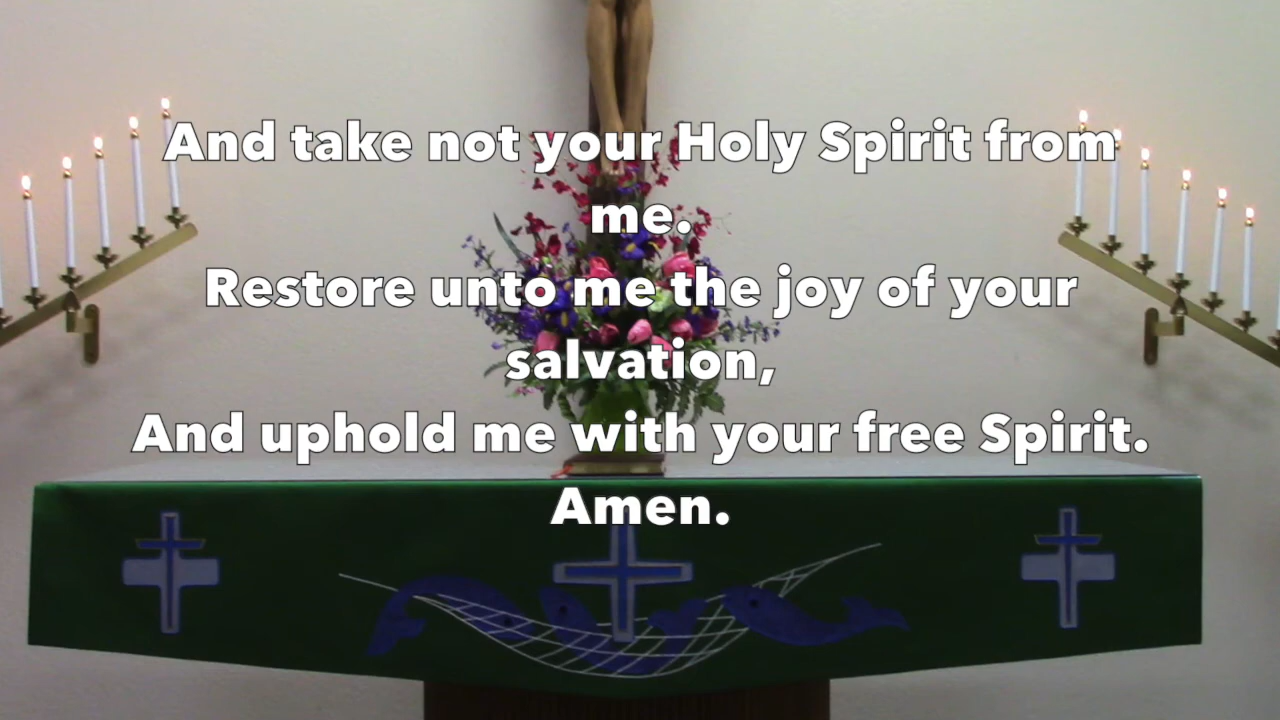 And take not your Holy Spirit from
me.
Restore unto me the joy of your
salvation,
And uphold me with your free Spirit.
Amen.